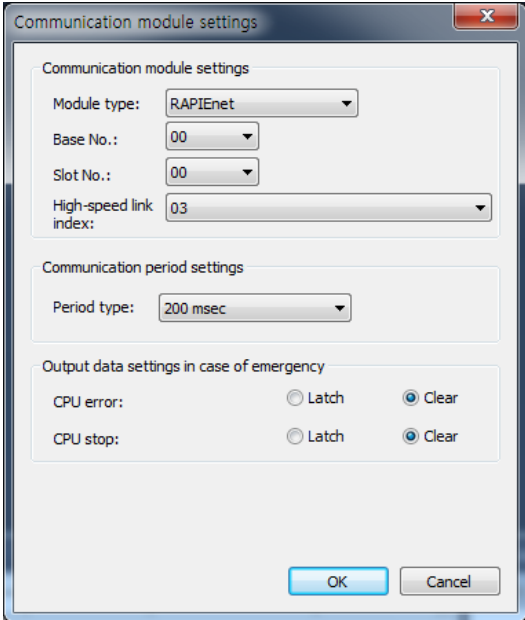 Communication module settings
Communication module settings
Module type: RAPIEnet
Base No.: 00
Slot No.: 00
High-speed link index: 03
Communication period settings
Period type: 200 msec
Output data settings in case of emergency
CPU error: Latch Clear
CPU stop: Latch Clear
OK Cancel